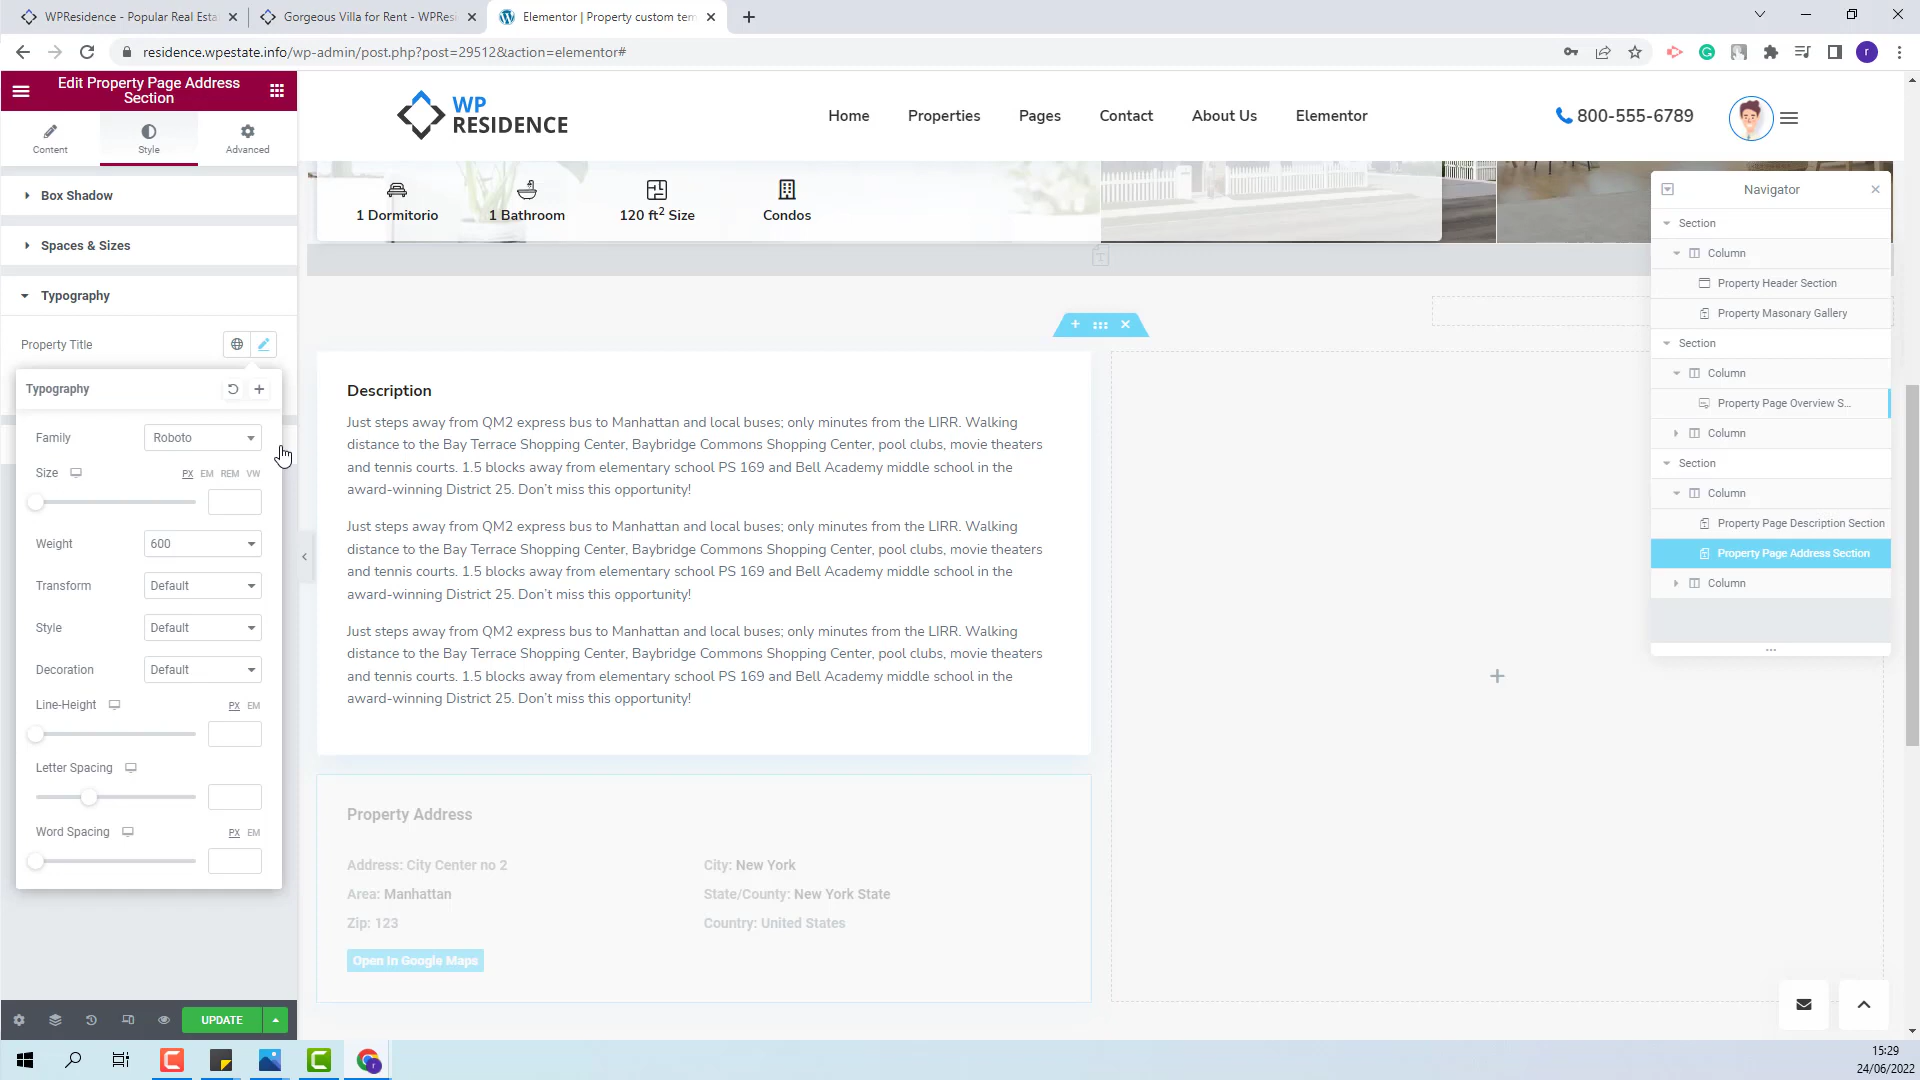 WPResidence - Popular Real Esta
Gorgeous Villa for Rent - WPResi
Elementor | Property custom tem
residence.wpestate.info/wp-admin/post.php?post=29512&action=elementor#
r
Edit Property Page Address
Section
Content
Style
Advanced
Box Shadow
Spaces & Sizes
Typography
Property Title
Typography
Family
Roboto
Size
PX EM REM VW
Weight
600
Transform
Default
Style
Default
Decoration
Default
Line-Height
PX EM
Letter Spacing
Word Spacing
PX EM
UPDATE
WP
RESIDENCE
Home
Properties
Pages
Contact
About Us
Elementor
800-555-6789
1 Dormitorio
1 Bathroom
120 ft² Size
Condos
Description
Just steps away from QM2 express bus to Manhattan and local buses; only minutes from the LIRR. Walking
distance to the Bay Terrace Shopping Center, Baybridge Commons Shopping Center, pool clubs, movie theaters
and tennis courts. 1.5 blocks away from elementary school PS 169 and Bell Academy middle school in the
award-winning District 25. Don’t miss this opportunity!
Just steps away from QM2 express bus to Manhattan and local buses; only minutes from the LIRR. Walking
distance to the Bay Terrace Shopping Center, Baybridge Commons Shopping Center, pool clubs, movie theaters
and tennis courts. 1.5 blocks away from elementary school PS 169 and Bell Academy middle school in the
award-winning District 25. Don’t miss this opportunity!
Just steps away from QM2 express bus to Manhattan and local buses; only minutes from the LIRR. Walking
distance to the Bay Terrace Shopping Center, Baybridge Commons Shopping Center, pool clubs, movie theaters
and tennis courts. 1.5 blocks away from elementary school PS 169 and Bell Academy middle school in the
award-winning District 25. Don’t miss this opportunity!
Property Address
Address: City Center no 2
City: New York
Area: Manhattan
State/County: New York State
Zip: 123
Country: United States
Open In Google Maps
Navigator
Section
Column
Property Header Section
Property Masonary Gallery
Section
Column
Property Page Overview S...
Column
Section
Column
Property Page Description Section
Property Page Address Section
Column
15:29
24/06/2022